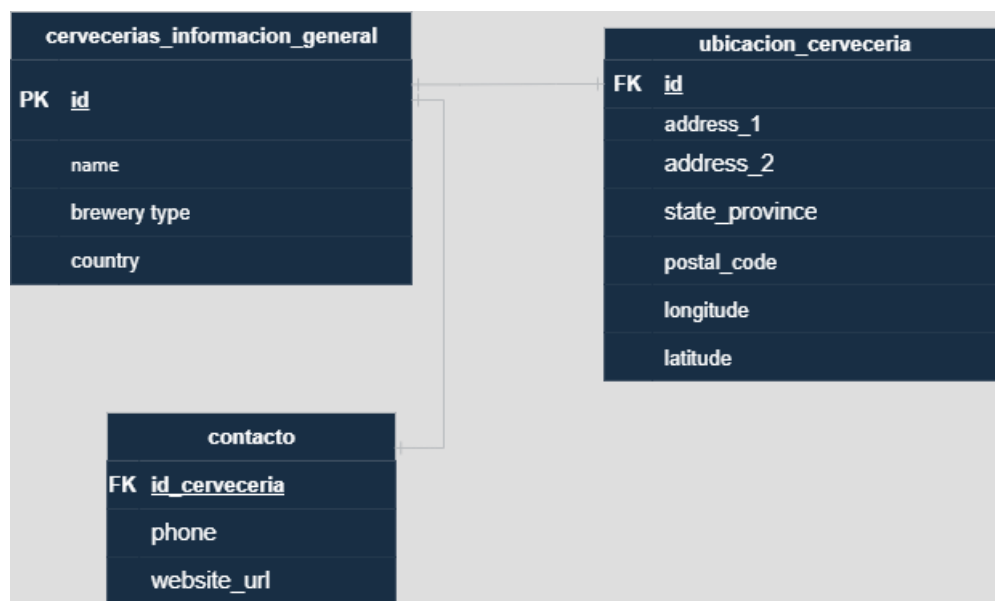 cervecerias_informacion_general
PK id
name
brewery type
country
ubicacion_cerveceria
FK id
address_1
address_2
state_province
postal_code
longitude
latitude
contacto
FK id_cerveceria
phone
website_url